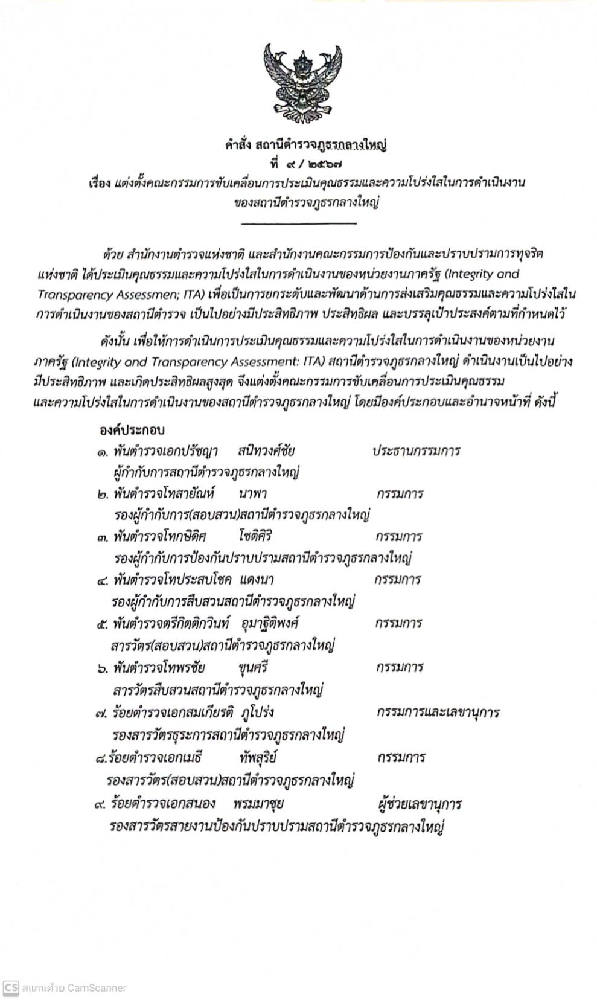 คำสั่ง สถานีตำรวจภูธรกลางใหญ่
ที่ ๙ / ๒๕๖๗
เรื่อง แต่งตั้งคณะกรรมการขับเคลื่อนการประเมินคุณธรรมและความโปร่งใสในการดำเนินงาน
ของสถานีตำรวจภูธรกลางใหญ่
ด้วย สำนักงานตำรวจแห่งชาติ และสำนักงานคณะกรรมการป้องกันและปราบปรามการทุจริต
แห่งชาติ ได้ประเมินคุณธรรมและความโปร่งใสในการดำเนินงานของหน่วยงานภาครัฐ (Integrity and
Transparency Assessmen; ITA) เพื่อเป็นการยกระดับและพัฒนาด้านการส่งเสริมคุณธรรมและความโปร่งใสใน
การดำเนินงานของสถานีตำรวจ เป็นไปอย่างมีประสิทธิภาพ ประสิทธิผล และบรรลุเป้าประสงค์ตามที่กำหนดไว้
ดังนั้น เพื่อให้การดำเนินการประเมินคุณธรรมและความโปร่งใสในการดำเนินงานของหน่วยงาน
ภาครัฐ (Integrity and Transparency Assessment: ITA) สถานีตำรวจภูธรกลางใหญ่ ดำเนินงานเป็นไปอย่าง
มีประสิทธิภาพ และเกิดประสิทธิผลสูงสุด จึงแต่งตั้งคณะกรรมการขับเคลื่อนการประเมินคุณธรรม
และความโปร่งใสในการดำเนินงานของสถานีตำรวจภูธรกลางใหญ่ โดยมีองค์ประกอบและอำนาจหน้าที่ ดังนี้
องค์ประกอบ
๑. พันตำรวจเอกปรัชญา สนิทวงศ์ชัย ประธานกรรมการ
ผู้กำกับการสถานีตำรวจภูธรกลางใหญ่
๒. พันตำรวจโทสายัณห์ นาพา กรรมการ
รองผู้กำกับการ(สอบสวน)สถานีตำรวจภูธรกลางใหญ่
๓. พันตำรวจโทกษิดิศ โชติศิริ กรรมการ
รองผู้กำกับการป้องกันปราบปรามสถานีตำรวจภูธรกลางใหญ่
๔. พันตำรวจโทประสบโชค แดงนา กรรมการ
รองผู้กำกับการสืบสวนสถานีตำรวจภูธรกลางใหญ่
๕. พันตำรวจตรีกิตติกวินท์ อุมาฐิติพงศ์ กรรมการ
สารวัตร(สอบสวน)สถานีตำรวจภูธรกลางใหญ่
๖. พันตำรวจโทพรชัย ขุนศรี กรรมการ
สารวัตรสืบสวนสถานีตำรวจภูธรกลางใหญ่
๗. ร้อยตำรวจเอกสมเกียรติ ภูโปร่ง กรรมการและเลขานุการ
รองสารวัตรธุระการสถานีตำรวจภูธรกลางใหญ่
๘.ร้อยตำรวจเอกเมธี ทัพสุริย์ กรรมการ
รองสารวัตร(สอบสวน)สถานีตำรวจภูธรกลางใหญ่
๙. ร้อยตำรวจเอกสนอง พรมมาซุย ผู้ช่วยเลขานุการ
รองสารวัตรสายงานป้องกันปราบปรามสถานีตำรวจภูธรกลางใหญ่
CS สแกนด้วย CamScanner